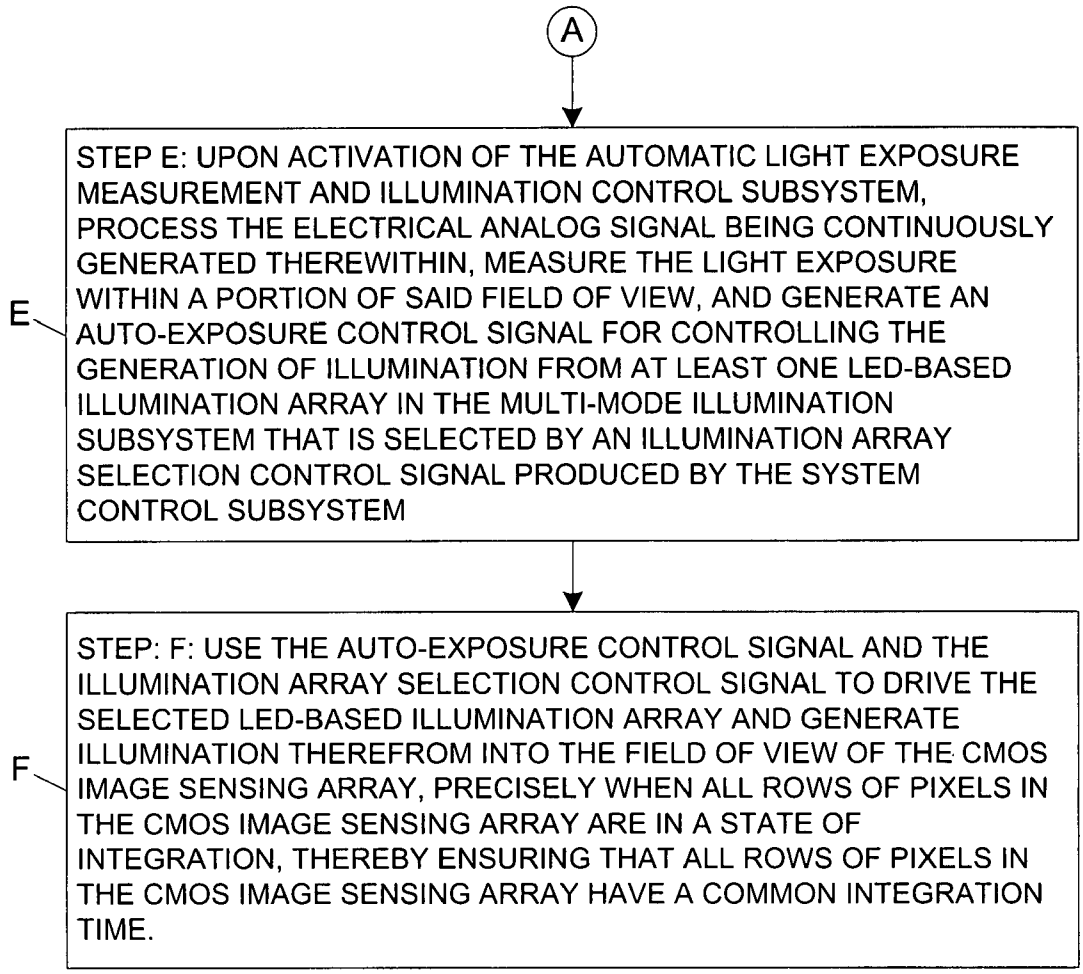 A
STEP E: UPON ACTIVATION OF THE AUTOMATIC LIGHT EXPOSURE
MEASUREMENT AND ILLUMINATION CONTROL SUBSYSTEM,
PROCESS THE ELECTRICAL ANALOG SIGNAL BEING CONTINUOUSLY
GENERATED THEREWITHIN, MEASURE THE LIGHT EXPOSURE
WITHIN A PORTION OF SAID FIELD OF VIEW, AND GENERATE AN
AUTO-EXPOSURE CONTROL SIGNAL FOR CONTROLLING THE
GENERATION OF ILLUMINATION FROM AT LEAST ONE LED-BASED
ILLUMINATION ARRAY IN THE MULTI-MODE ILLUMINATION
SUBSYSTEM THAT IS SELECTED BY AN ILLUMINATION ARRAY
SELECTION CONTROL SIGNAL PRODUCED BY THE SYSTEM
CONTROL SUBSYSTEM
E
STEP: F: USE THE AUTO-EXPOSURE CONTROL SIGNAL AND THE
ILLUMINATION ARRAY SELECTION CONTROL SIGNAL TO DRIVE THE
SELECTED LED-BASED ILLUMINATION ARRAY AND GENERATE
ILLUMINATION THEREFROM INTO THE FIELD OF VIEW OF THE CMOS
IMAGE SENSING ARRAY, PRECISELY WHEN ALL ROWS OF PIXELS IN
THE CMOS IMAGE SENSING ARRAY ARE IN A STATE OF
INTEGRATION, THEREBY ENSURING THAT ALL ROWS OF PIXELS IN
THE CMOS IMAGE SENSING ARRAY HAVE A COMMON INTEGRATION
TIME.
F